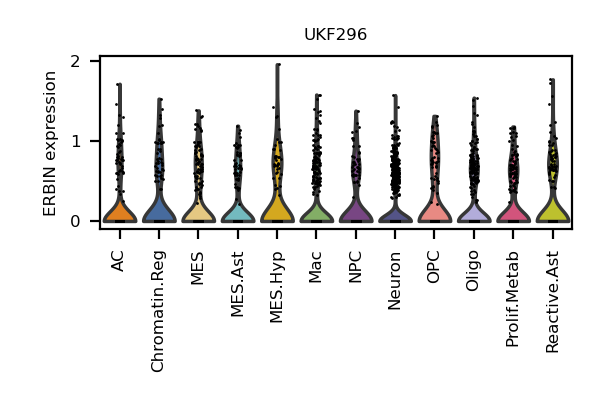 UKF296
ERBIN expression
2
1
0
AC
Chromatin.Reg
MES
MES.Ast
MES.Hyp
Mac
NPC
Neuron
OPC
Oligo
Prolif.Metab
Reactive.Ast